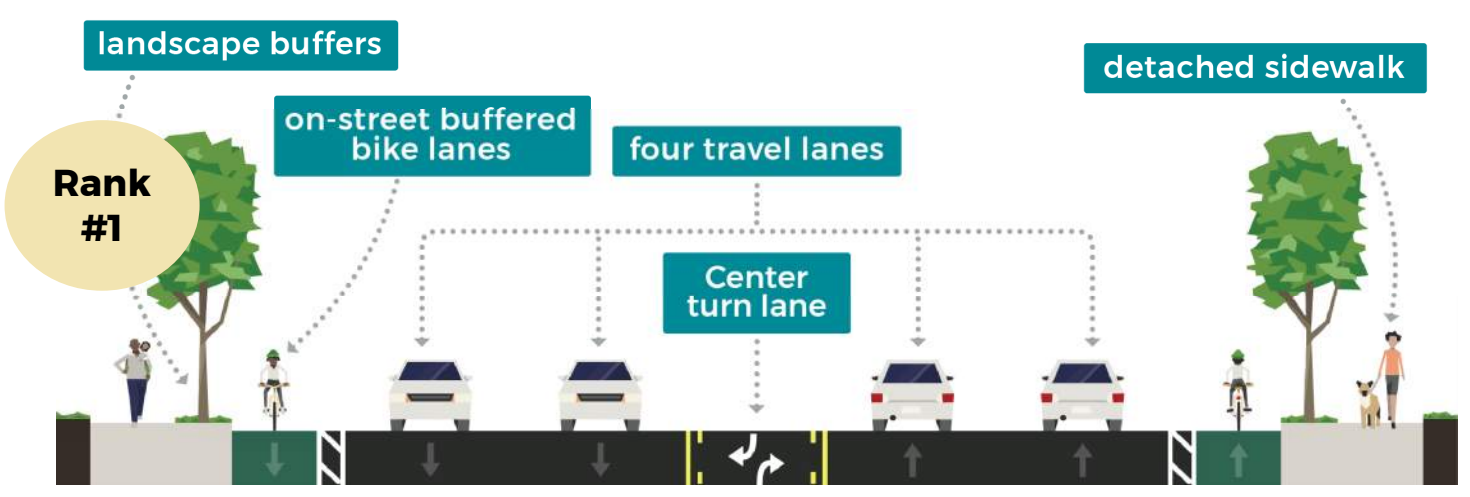 landscape buffers
detached sidewalk
on-street buffered
bike lanes
four travel lanes
Rank
#1
Center
turn lane